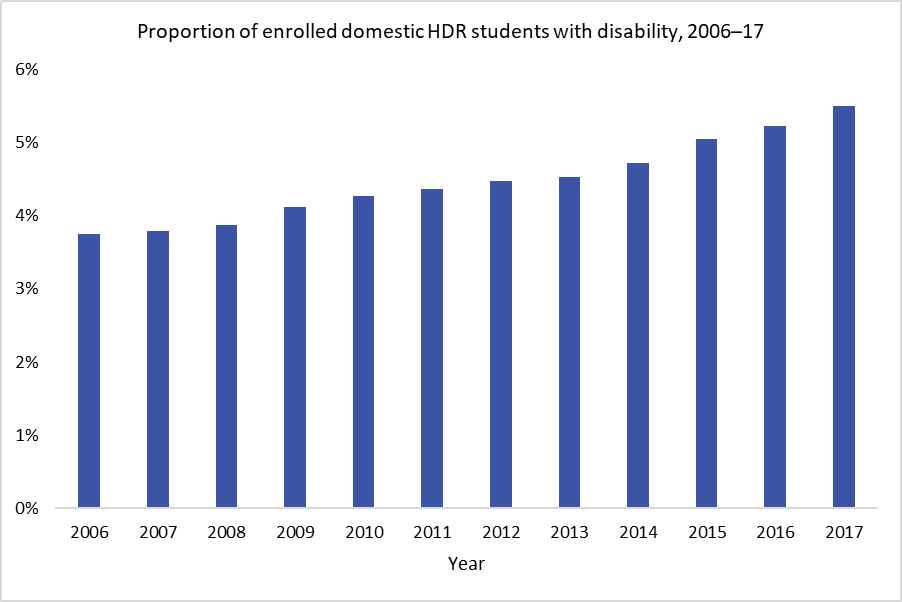 Proportion of enrolled domestic HDR students with disability, 2006–17
6%
5%
4%
3%
2%
1%
0%
2006 2007 2008 2009 2010 2011 2012 2013 2014 2015 2016 2017
Year